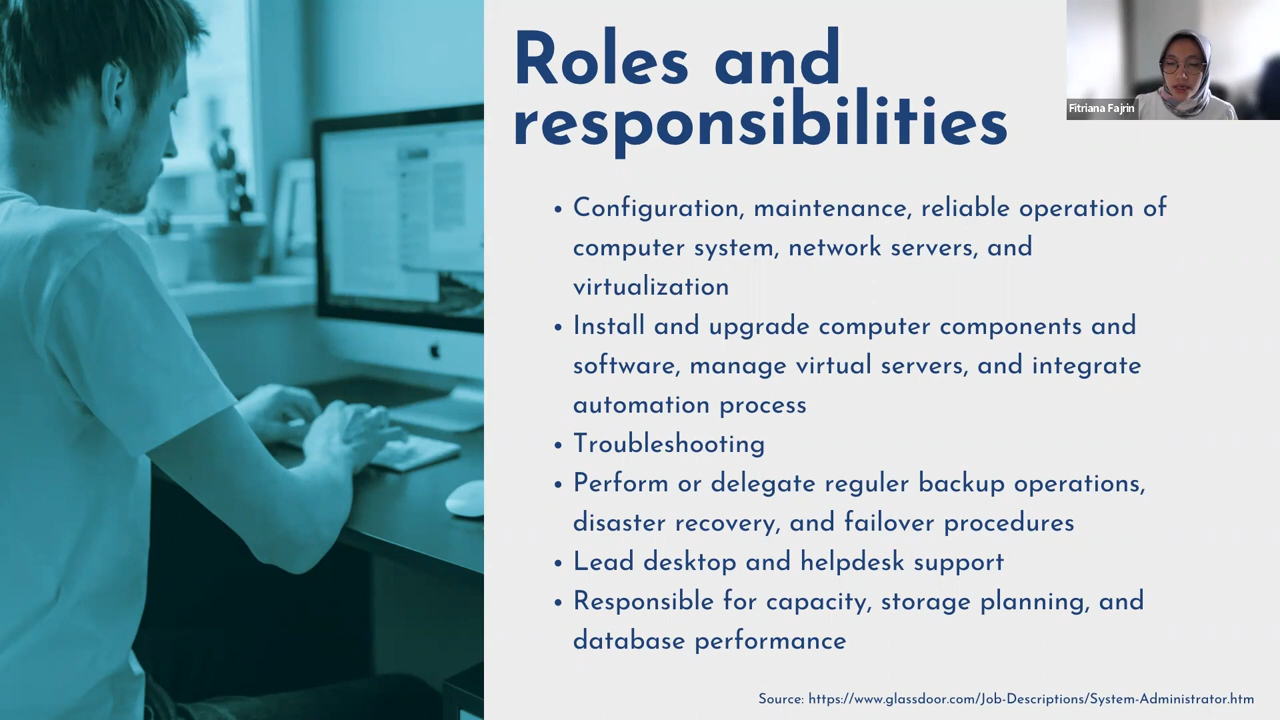 Roles and
responsibilities
Fitriana Fajrin
• Configuration, maintenance, reliable operation of
computer system, network servers, and
virtualization
• Install and upgrade computer components and
software, manage virtual servers, and integrate
automation process
• Troubleshooting
• Perform or delegate reguler backup operations,
disaster recovery, and failover procedures
• Lead desktop and helpdesk support
• Responsible for capacity, storage planning, and
database performance
Source: https://www.glassdoor.com/Job-Descriptions/System-Administrator.htm